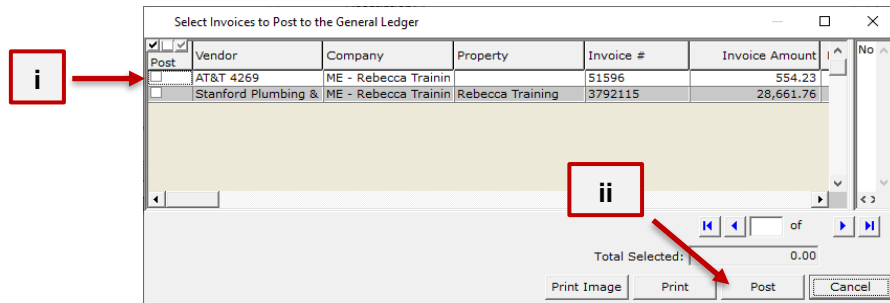 Select Invoices to Post to the General Ledger
Post Vendor Company Property Invoice # Invoice Amount No
AT&T 4269 ME - Rebecca Trainin 51596 554.23
Stanford Plumbing & ME - Rebecca Trainin Rebecca Training 3792115 28,661.76
i
ii
of
Total Selected: 0.00
Print Image Print Post Cancel